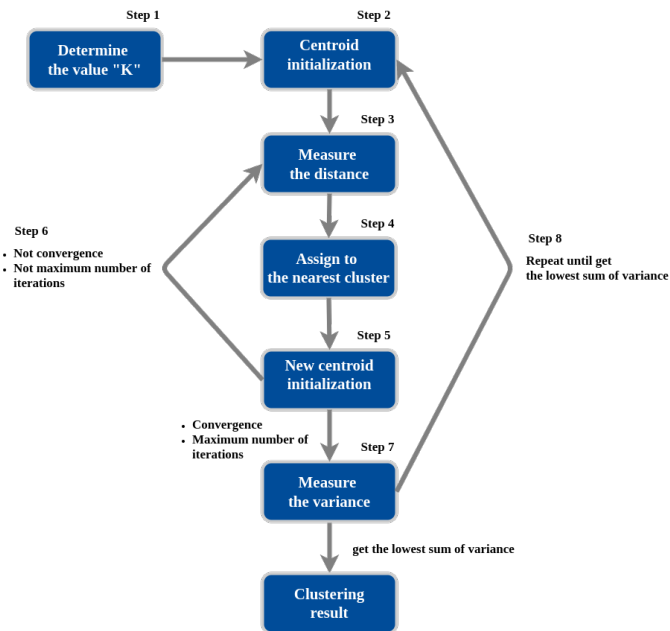 Step 1
Determine
the value "K"
Step 2
Centroid
initialization
Step 3
Measure
the distance
Step 4
Assign to
the nearest cluster
Step 5
New centroid
initialization
Step 6
• Not convergence
• Not maximum number of
iterations
• Convergence
• Maximum number of
iterations
Step 7
Measure
the variance
Step 8
Repeat until get
the lowest sum of variance
get the lowest sum of variance
Clustering
result